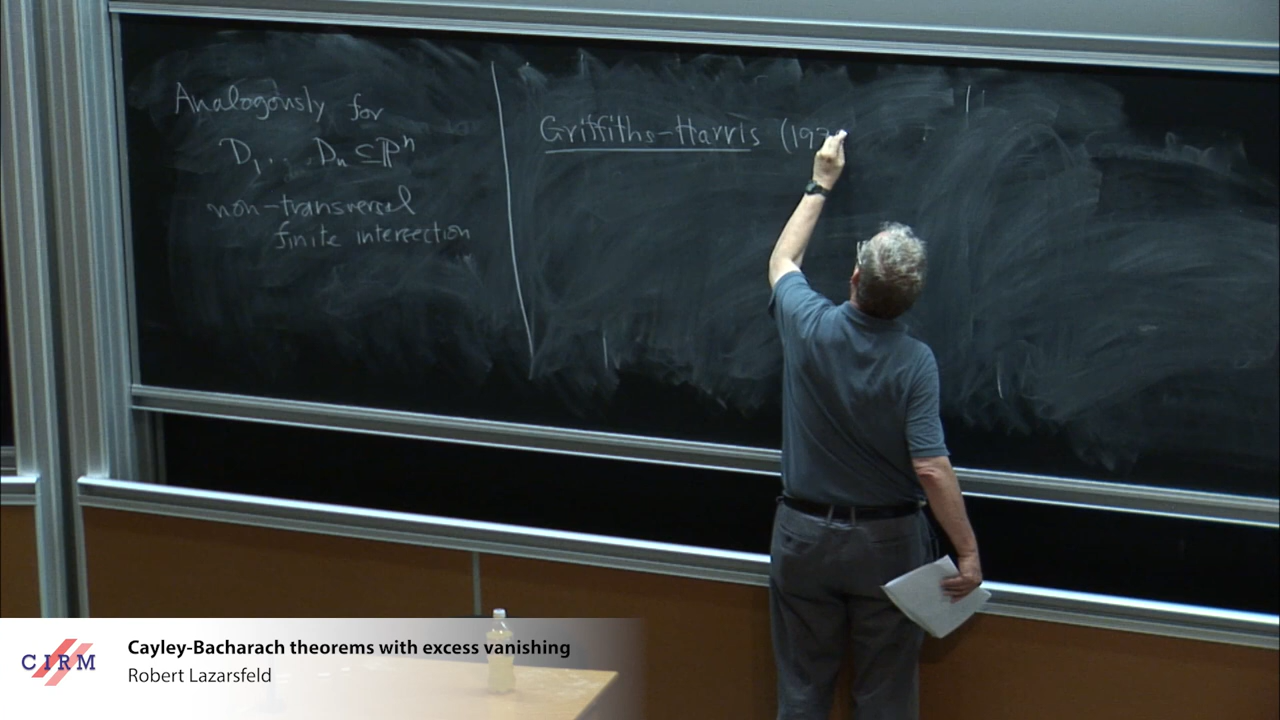 Analogously for
D₁...,Dₙ ⊆ ℙⁿ
non-transversal
finite intersection
Griffiths-Harris (197
CIRM
Cayley-Bacharach theorems with excess vanishing
Robert Lazarsfeld